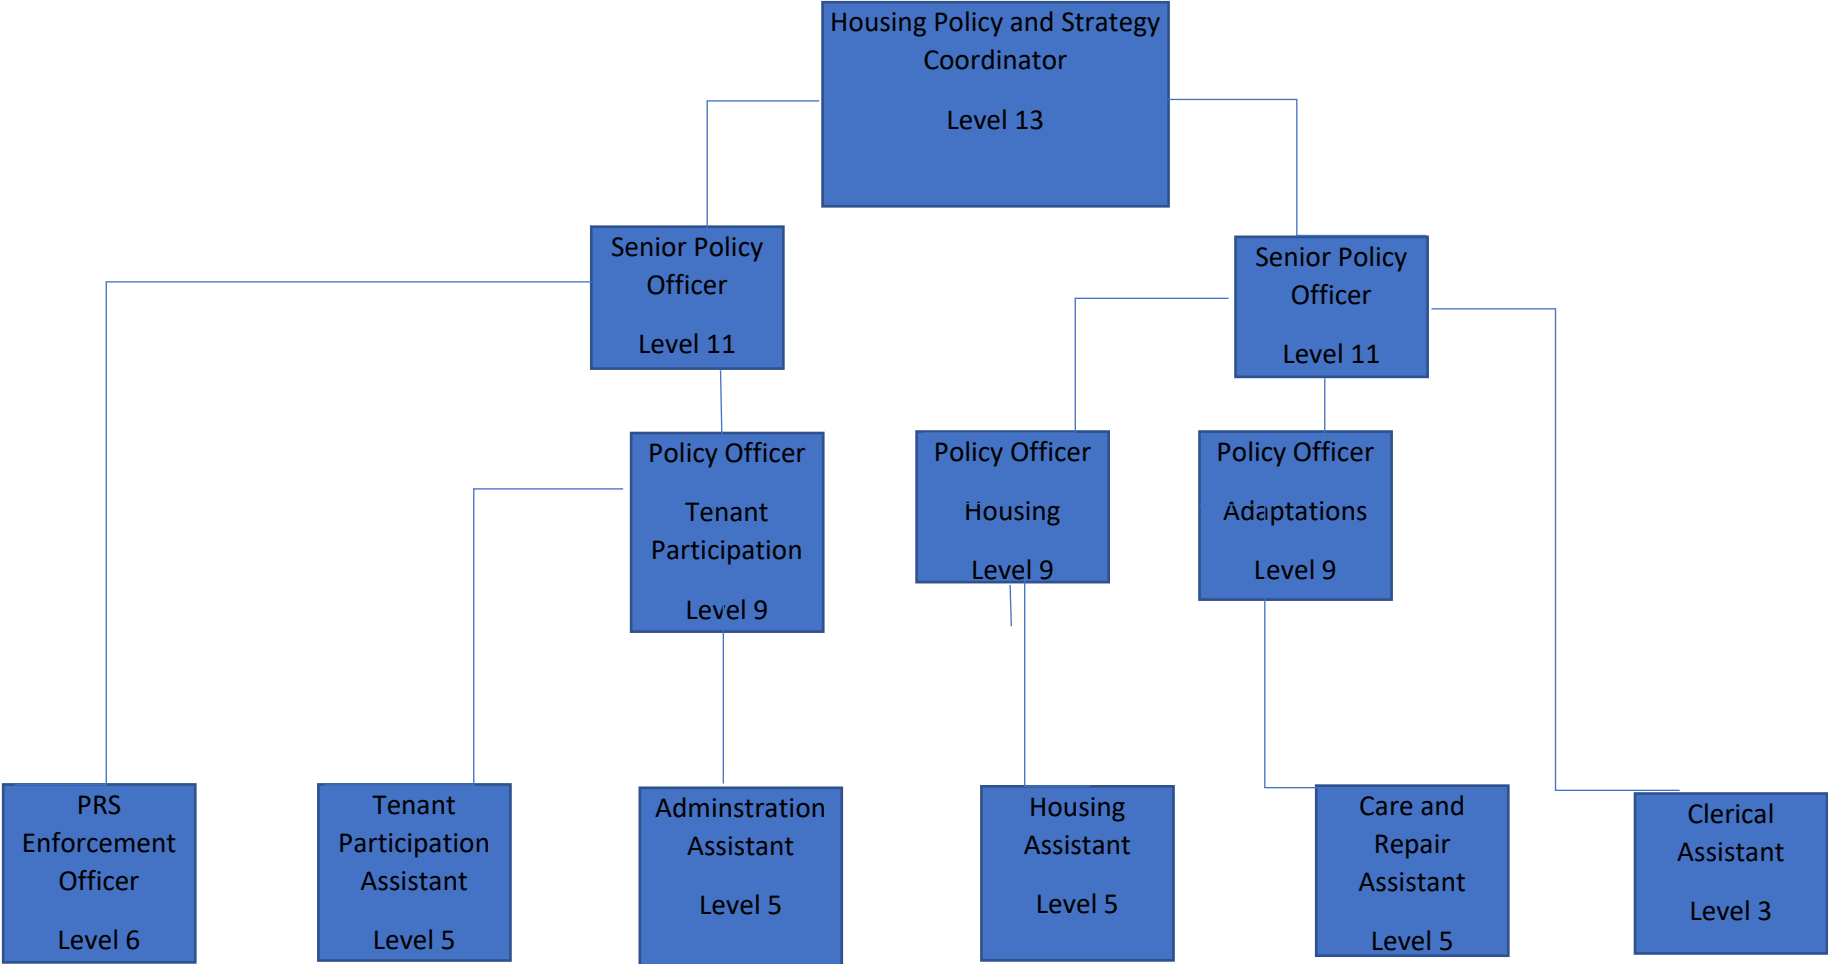 Housing Policy and Strategy
Coordinator
Level 13
Senior Policy
Officer
Level 11
Senior Policy
Officer
Level 11
Policy Officer
Tenant
Participation
Level 9
Policy Officer
Housing
Level 9
Policy Officer
Adaptations
Level 9
PRS
Enforcement
Officer
Level 6
Tenant
Participation
Assistant
Level 5
Adminstration
Assistant
Level 5
Housing
Assistant
Level 5
Care and
Repair
Assistant
Level 5
Clerical
Assistant
Level 3